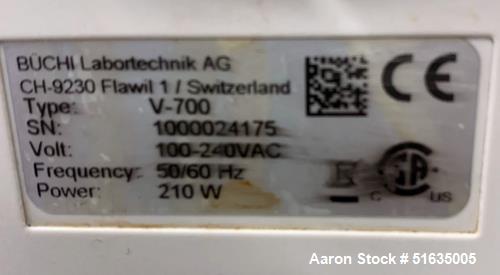 BÜCHI Labortechnik AG
CH-9230 Flawil 1 / Switzerland
Type: V-700
SN: 1000024175
Volt: 100-240VAC
Frequency: 50/60 Hz
Power: 210 W
CE
C US
Aaron Stock #51635005